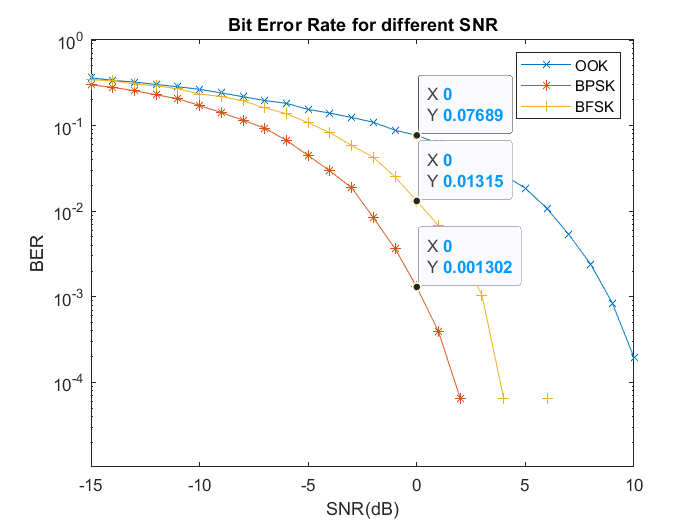 Bit Error Rate for different SNR
10^0
10^-1
10^-2
10^-3
10^-4
BER
OOK
BPSK
BFSK
X 0
Y 0.07689
X 0
Y 0.01315
X 0
Y 0.001302
-15
-10
-5
0
5
10
SNR(dB)